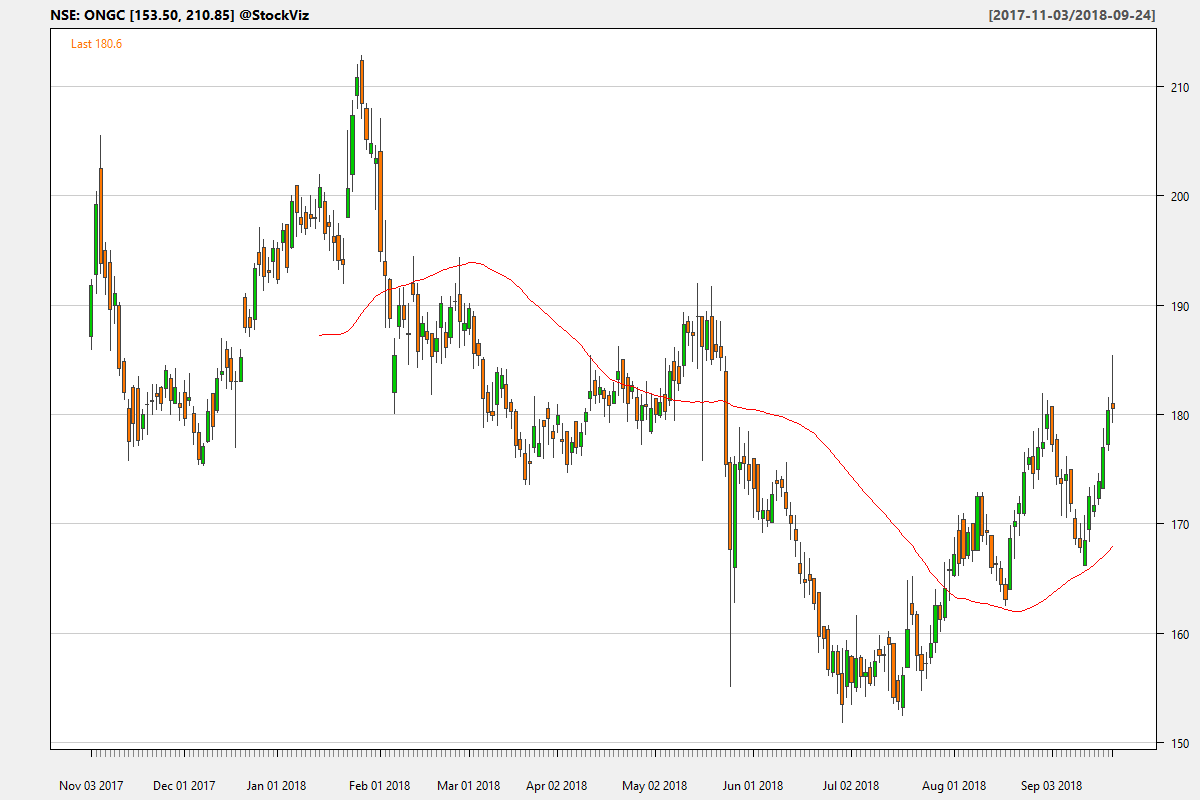 NSE: ONGC [153.50, 210.85] @StockViz
[2017-11-03/2018-09-24]
Last 180.6
210
200
190
180
170
160
150
Nov 03 2017
Dec 01 2017
Jan 01 2018
Feb 01 2018
Mar 01 2018
Apr 02 2018
May 02 2018
Jun 01 2018
Jul 02 2018
Aug 01 2018
Sep 03 2018